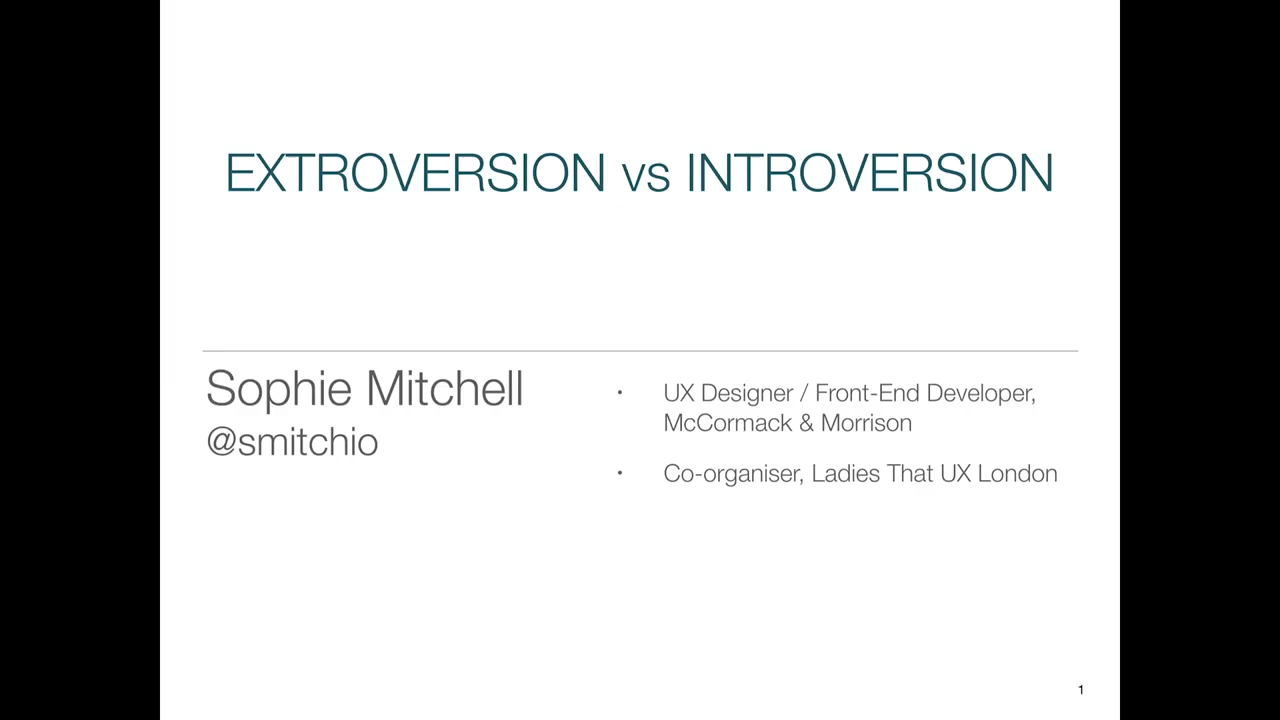 EXTROVERSION vs INTROVERSION
Sophie Mitchell
@smitchio
• UX Designer / Front-End Developer,
McCormack & Morrison
• Co-organiser, Ladies That UX London
1